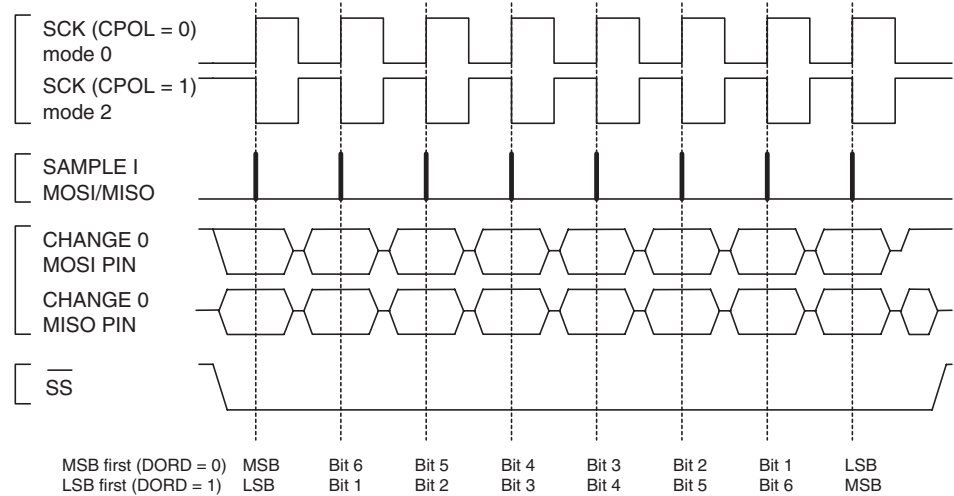 SCK (CPOL = 0)
mode 0
SCK (CPOL = 1)
mode 2
SAMPLE I
MOSI/MISO
CHANGE 0
MOSI PIN
CHANGE 0
MISO PIN
SS
MSB first (DORD = 0) MSB Bit 6 Bit 5 Bit 4 Bit 3 Bit 2 Bit 1 LSB
LSB first (DORD = 1) LSB Bit 1 Bit 2 Bit 3 Bit 4 Bit 5 Bit 6 MSB